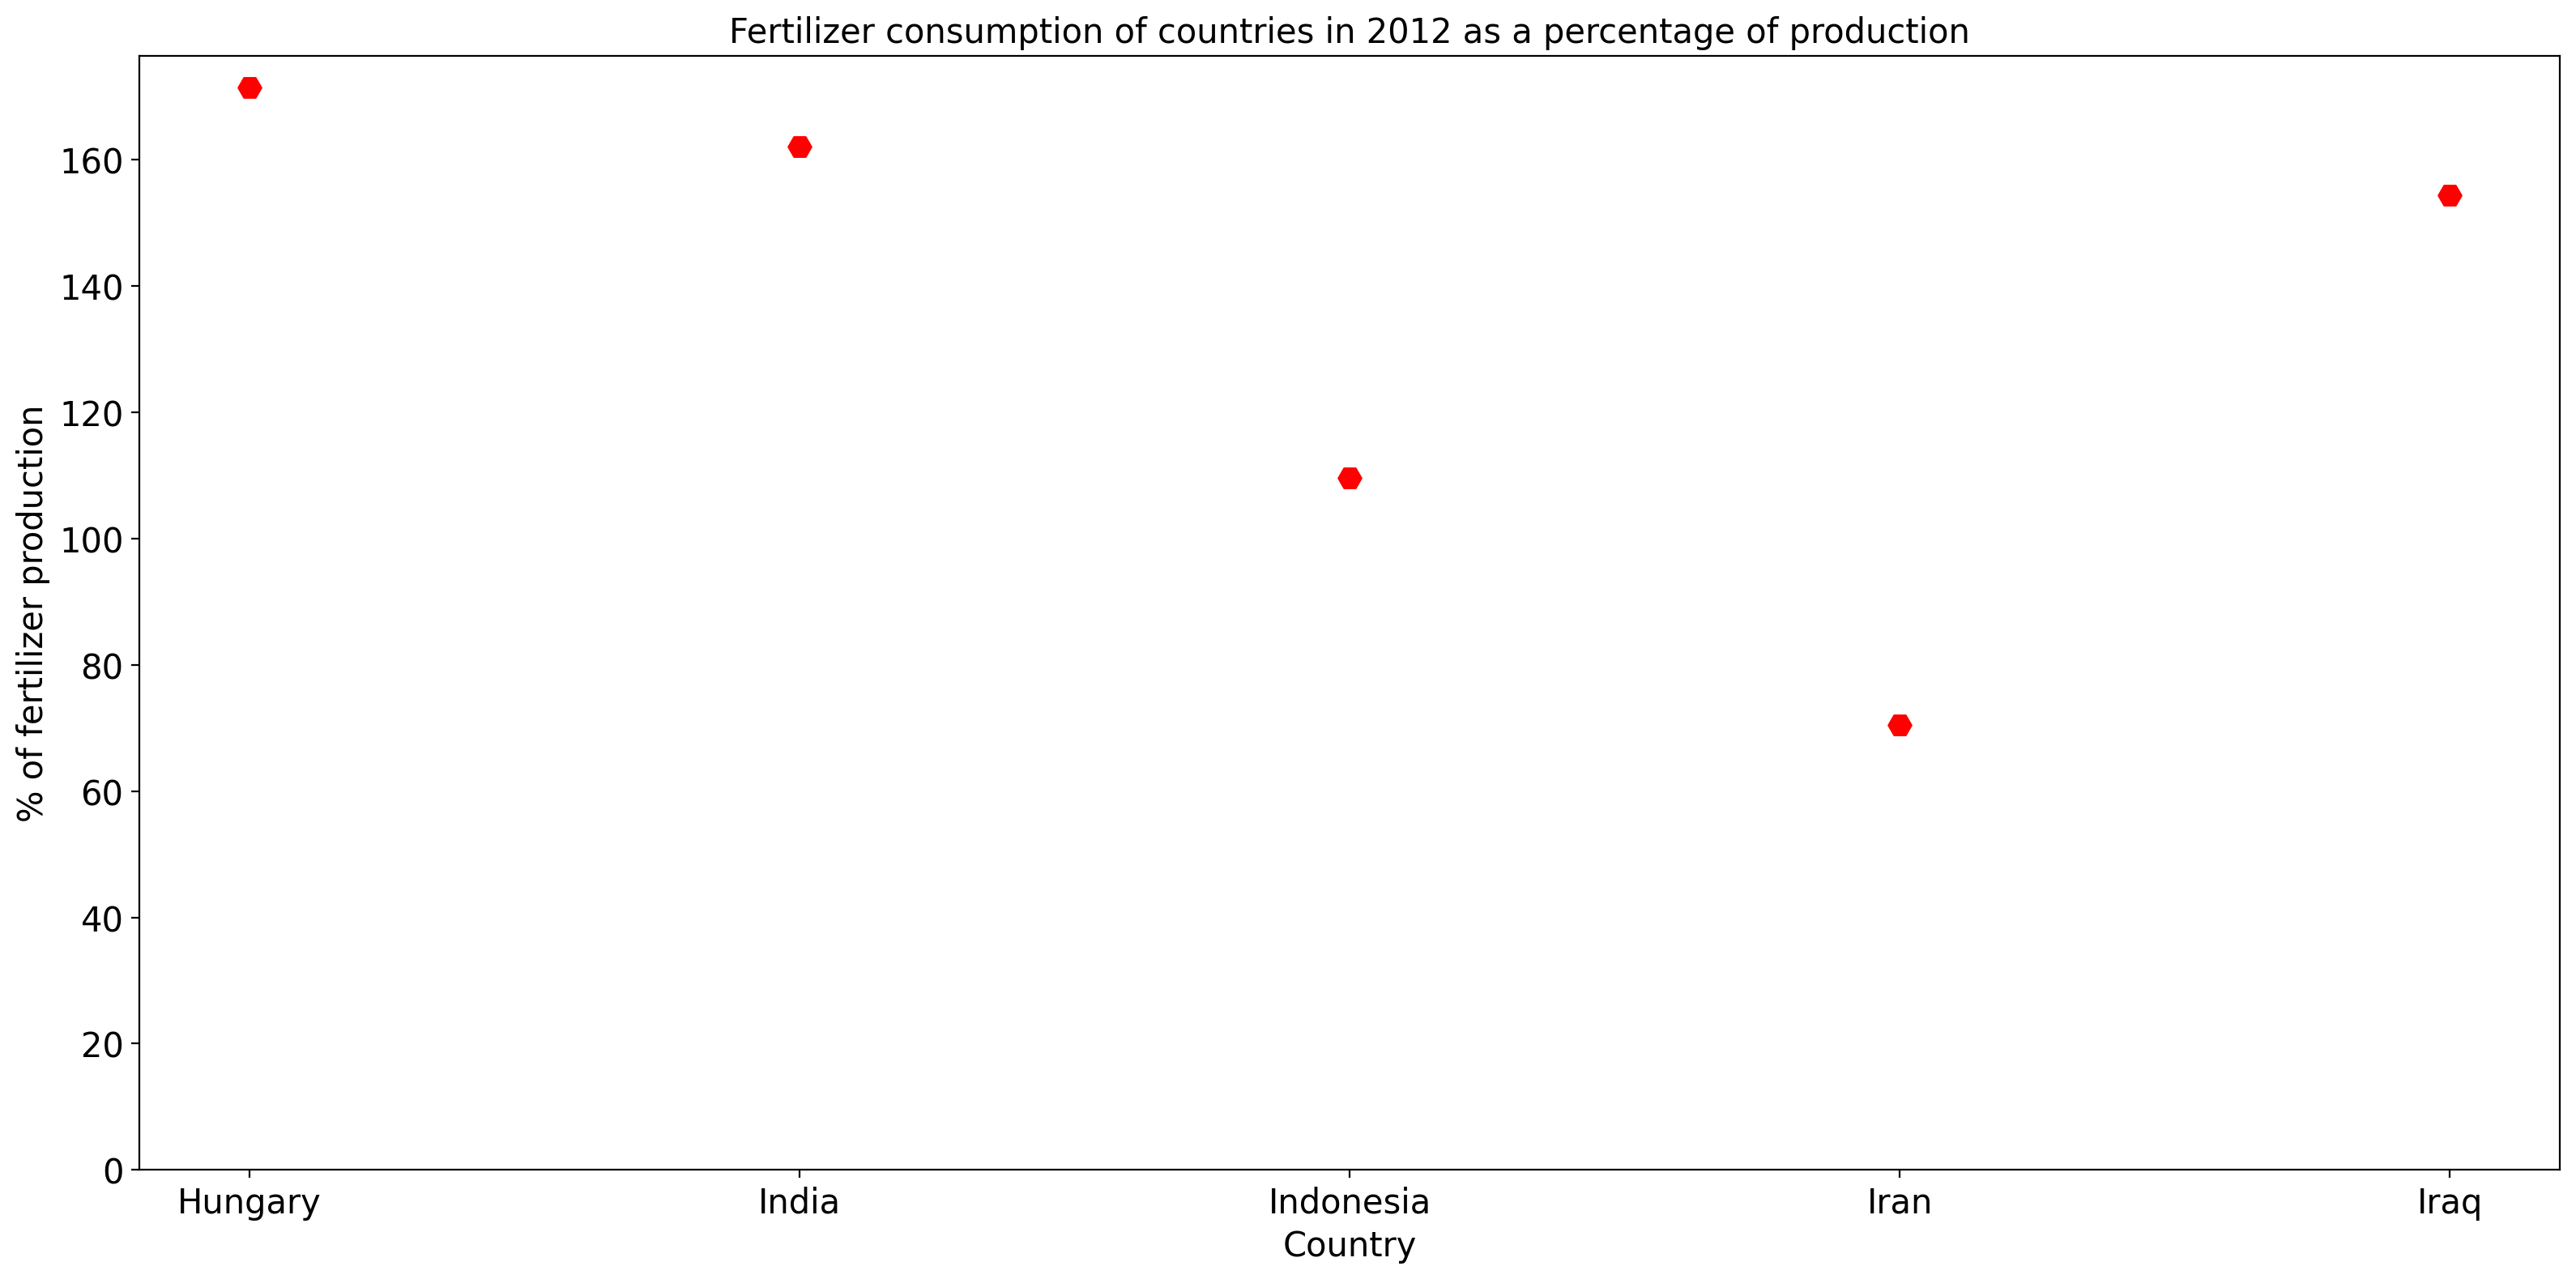 Fertilizer consumption of countries in 2012 as a percentage of production
% of fertilizer production
160
140
120
100
80
60
40
20
0
Hungary India Indonesia Iran Iraq
Country